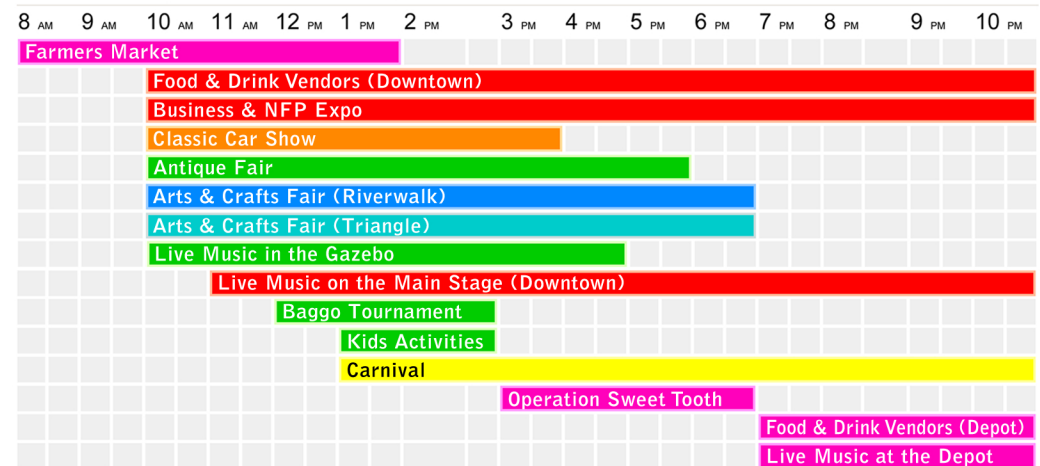 8 AM 9 AM 10 AM 11 AM 12 PM 1 PM 2 PM 3 PM 4 PM 5 PM 6 PM 7 PM 8 PM 9 PM 10 PM
Farmers Market
Food & Drink Vendors (Downtown)
Business & NFP Expo
Classic Car Show
Antique Fair
Arts & Crafts Fair (Riverwalk)
Arts & Crafts Fair (Triangle)
Live Music in the Gazebo
Live Music on the Main Stage (Downtown)
Baggo Tournament
Kids Activities
Carnival
Operation Sweet Tooth
Food & Drink Vendors (Depot)
Live Music at the Depot